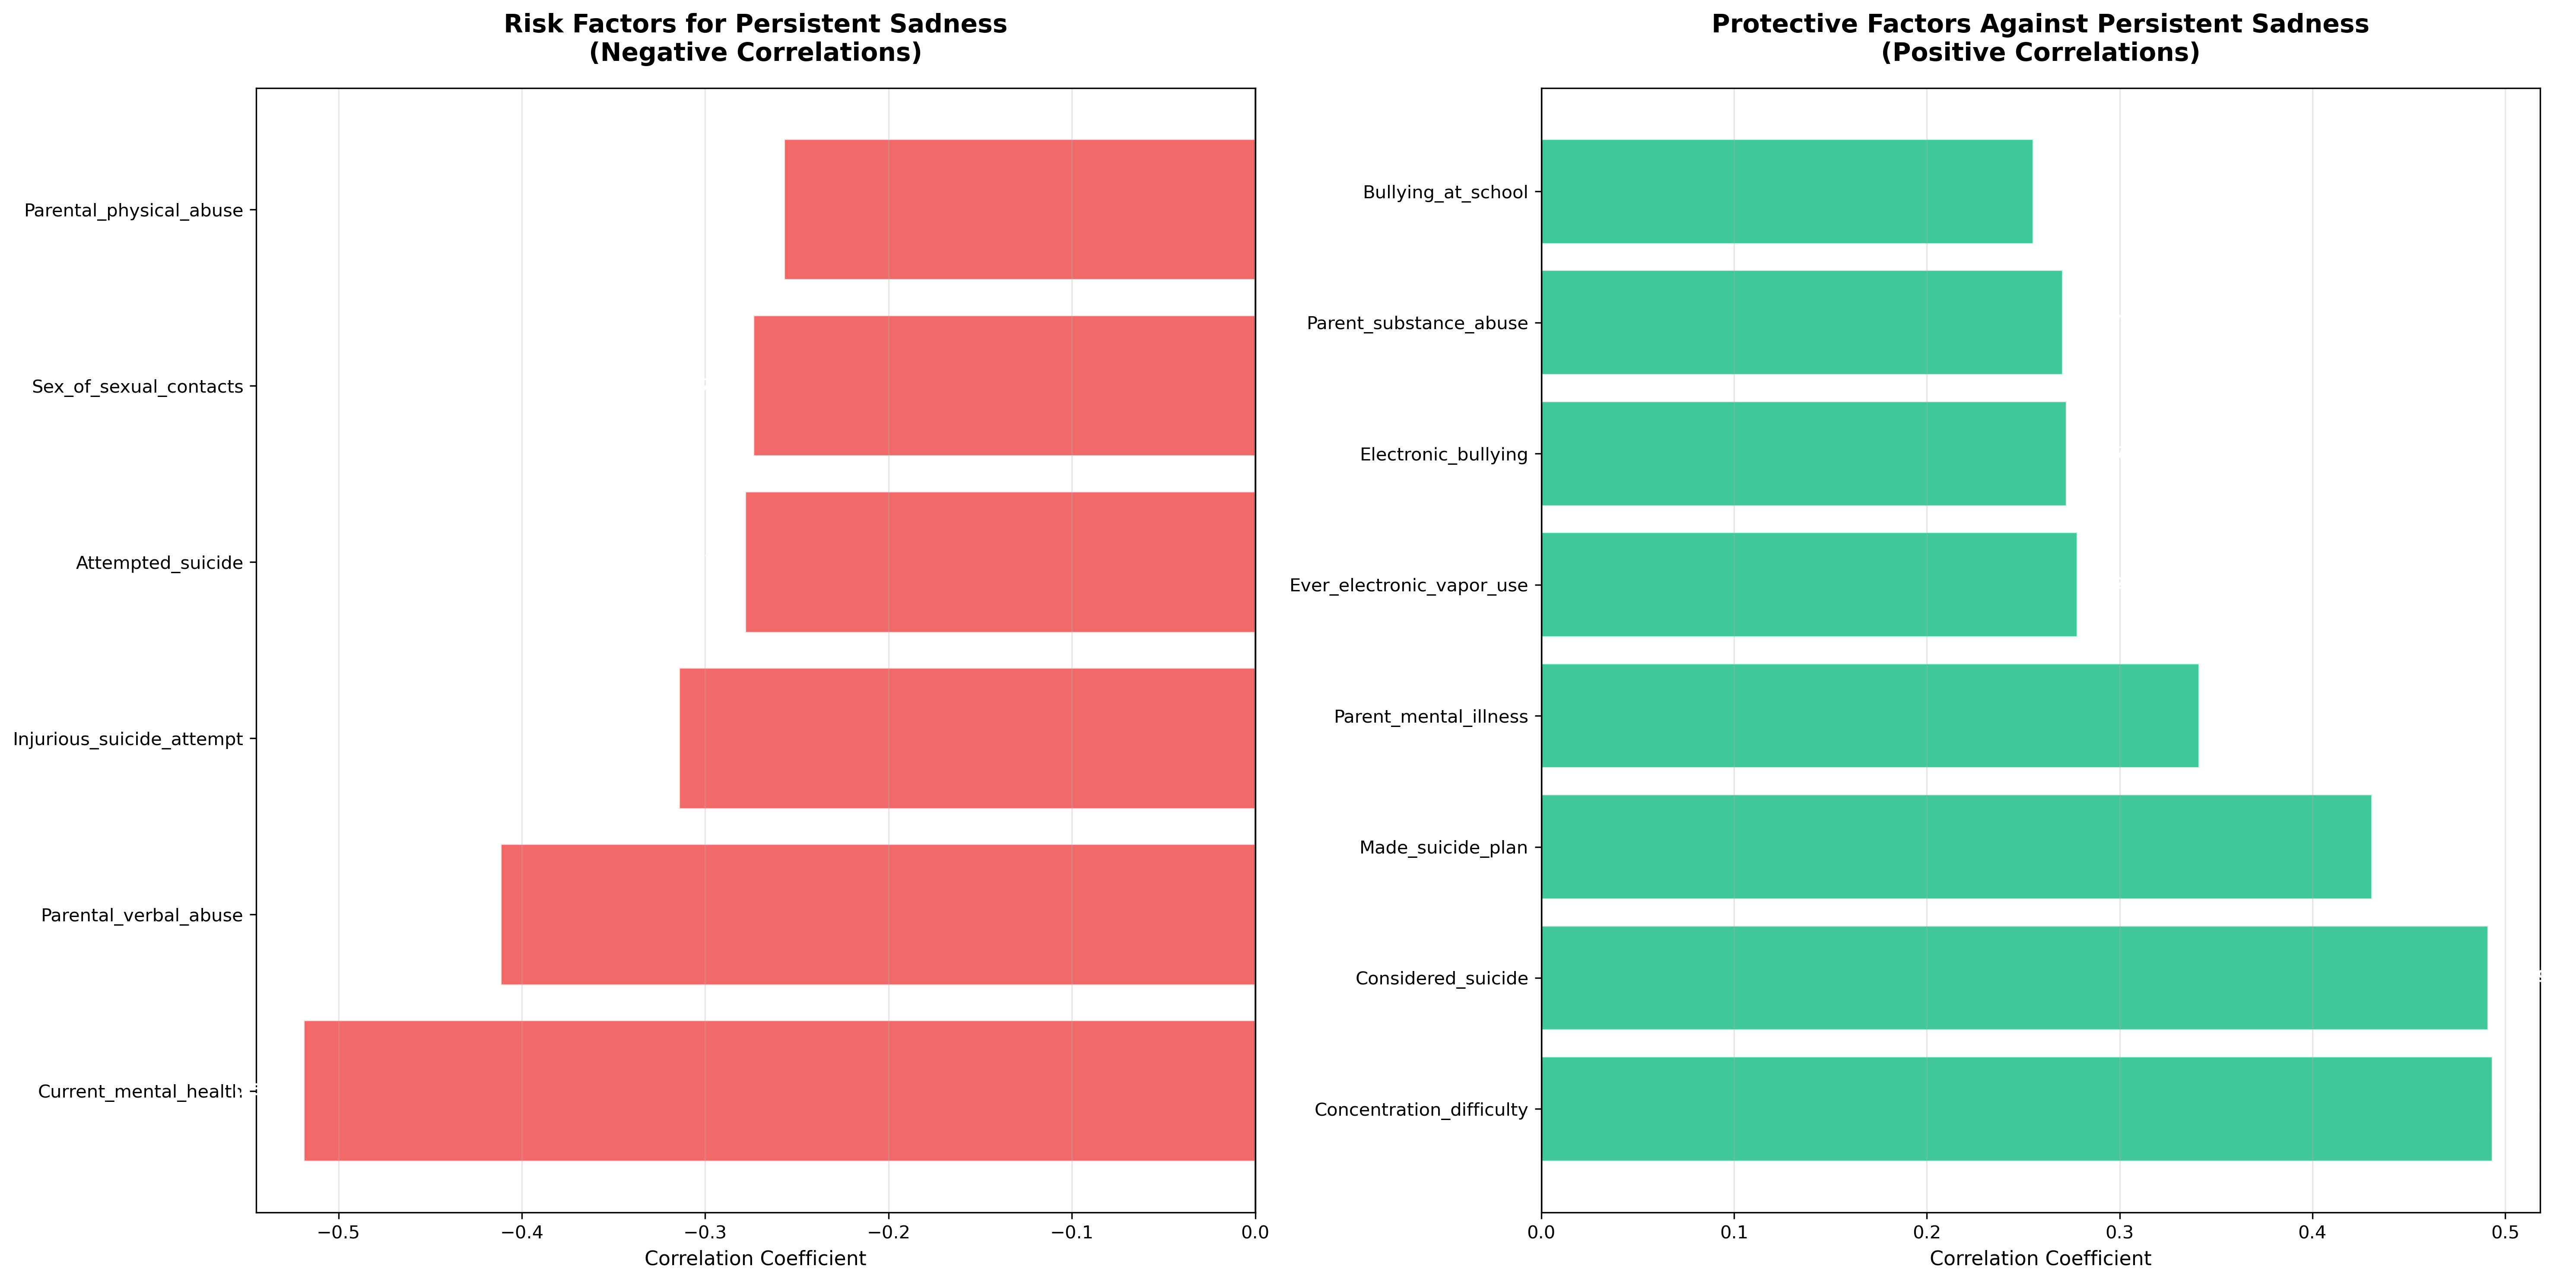 Risk Factors for Persistent Sadness
(Negative Correlations)
Parental_physical_abuse
Sex_of_sexual_contacts
Attempted_suicide
Injurious_suicide_attempt
Parental_verbal_abuse
Current_mental_health
−0.5
−0.4
−0.3
−0.2
−0.1
0.0
Correlation Coefficient
Protective Factors Against Persistent Sadness
(Positive Correlations)
Bullying_at_school
Parent_substance_abuse
Electronic_bullying
Ever_electronic_vapor_use
Parent_mental_illness
Made_suicide_plan
Considered_suicide
Concentration_difficulty
0.0
0.1
0.2
0.3
0.4
0.5
Correlation Coefficient